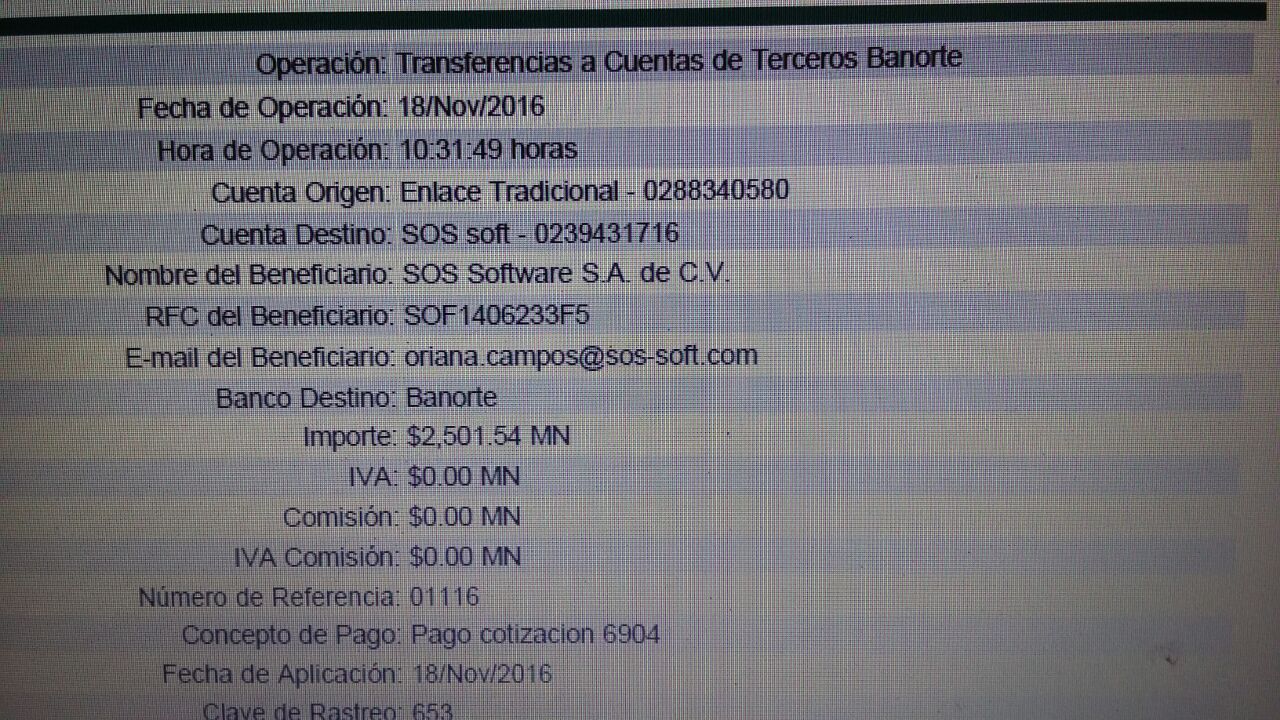 Operación: Transferencias a Cuentas de Terceros Banorte
Fecha de Operación: 18/Nov/2016
Hora de Operación: 10:31:49 horas
Cuenta Origen: Enlace Tradicional - 0288340580
Cuenta Destino: SOS soft - 0239431716
Nombre del Beneficiario: SOS Software S.A. de C.V.
RFC del Beneficiario: SOF1406233F5
E-mail del Beneficiario: oriana.campos@sos-soft.com
Banco Destino: Banorte
Importe: $2,501.54 MN
IVA: $0.00 MN
Comisión: $0.00 MN
IVA Comisión: $0.00 MN
Número de Referencia: 01116
Concepto de Pago: Pago cotizacion 6904
Fecha de Aplicación: 18/Nov/2016
Clave de Rastreo: 653